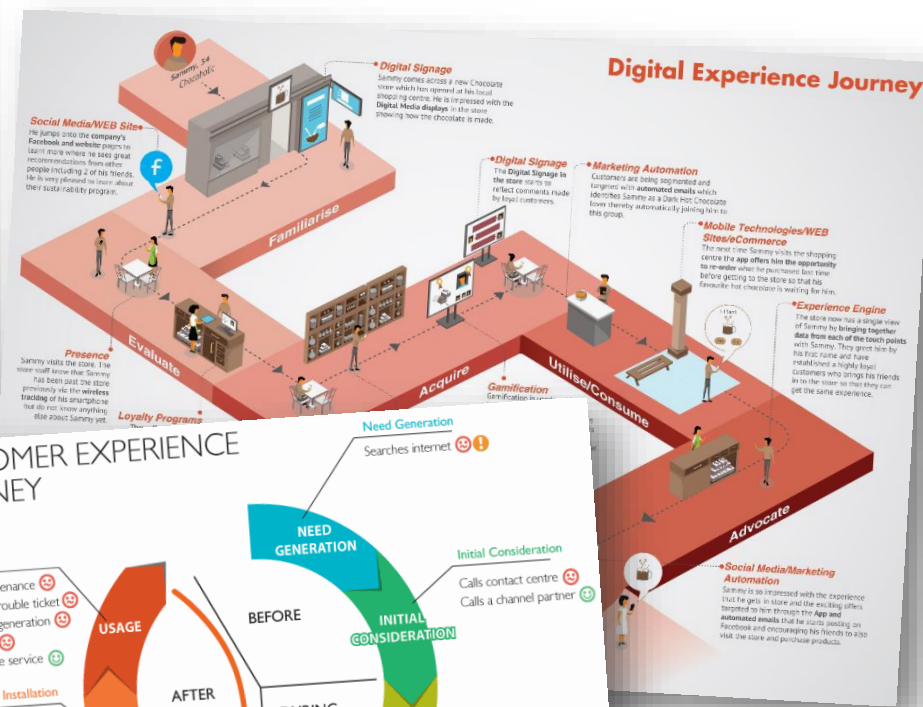 Digital Experience Journey
Sammy, 34
Chocoholic
Digital Signage
Sammy comes across a new Chocolate
store which has opened at his local
shopping centre. He is impressed with the
Digital Media displays in the store
showing how the chocolate is made.
Social Media/WEB Site
He jumps onto the company's
Facebook and website pages to
learn more where he sees great
recommendations from other
people including 2 of his friends.
He is very pleased to learn about
their sustainability program.
f
Familiarise
Digital Signage
The Digital Signage in
the store starts to
reflect comments made
by loyal customers.
Marketing Automation
Customers are being segmented and
targeted with automated emails which
identifies Sammy as a Dark Hot Chocolate
lover thereby automatically joining him to
this group.
Mobile Technologies/WEB
Sites/eCommerce
The next time Sammy visits the shopping
centre the app offers him the opportunity
to re-order what he purchased last time
before getting to the store so that his
favourite hot chocolate is waiting for him.
Experience Engine
The store now has a single view
of Sammy by bringing together
data from each of the touch points
with Sammy. They greet him by
his first name and have
established a highly loyal
customers who brings his friends
in to the store so that they can
get the same experience.
Presence
Sammy visits the store. The
store staff know that Sammy
has been past the store
previously via the wireless
tracking of his smartphone
but do not know anything
else about Sammy yet.
Evaluate
Loyalty Programs
Acquire
Gamification
Utilise/Consume
Advocate
Social Media/Marketing
Automation
Sammy is so impressed with the experience
that he gets in store and the exciting offers
targeted to him through the App and
automated emails that he starts posting on
Facebook and encouraging his friends to also
visit the store and purchase products.
OMER EXPERIENCE
NEY
Need Generation
Searches internet
NEED
GENERATION
Initial Consideration
Calls contact centre
Calls a channel partner
INITIAL
CONSIDERATION
BEFORE
AFTER
USAGE
enance
rouble ticket
generation
e service
Installation